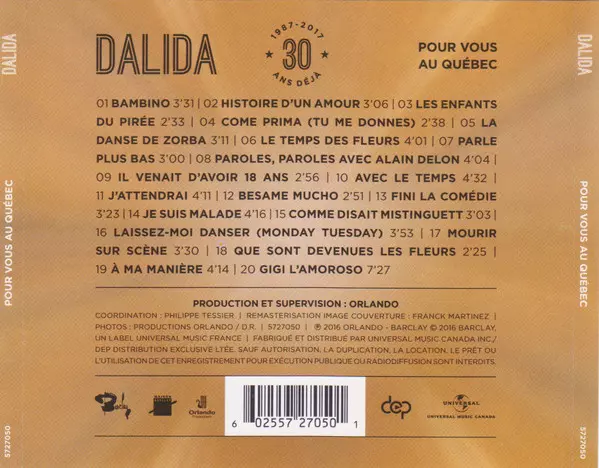 DALIDA
POUR VOUS AU QUÉBEC
5727050
DALIDA
1987-2017
30
ANS DÉJÀ
POUR VOUS
AU QUÉBEC
01 BAMBINO 3'31 | 02 HISTOIRE D'UN AMOUR 3'06 | 03 LES ENFANTS
DU PIRÉE 2'33 | 04 COME PRIMA (TU ME DONNES) 2'38 | 05 LA
DANSE DE ZORBA 3'11 | 06 LE TEMPS DES FLEURS 4'01 | 07 PARLE
PLUS BAS 3'00 | 08 PAROLES, PAROLES AVEC ALAIN DELON 4'04 |
09 IL VENAIT D'AVOIR 18 ANS 2'56 | 10 AVEC LE TEMPS 4'32 |
11 J'ATTENDRAI 4'11 | 12 BESAME MUCHO 2'51 | 13 FINI LA COMÉDIE
3'23 | 14 JE SUIS MALADE 4'16 | 15 COMME DISAIT MISTINGUETT 3'03 |
16 LAISSEZ-MOI DANSER (MONDAY TUESDAY) 3'53 | 17 MOURIR
SUR SCÈNE 3'30 | 18 QUE SONT DEVENUES LES FLEURS 2'25 |
19 À MA MANIÈRE 4'14 | 20 GIGI L'AMOROSO 7'27
PRODUCTION ET SUPERVISION : ORLANDO
COORDINATION : PHILIPPE TESSIER | REMASTERISATION IMAGE COUVERTURE : FRANCK MARTINEZ |
PHOTOS : PRODUCTIONS ORLANDO / D.R. | 5727050 | ℗ 2016 ORLANDO - BARCLAY © 2016 BARCLAY,
UN LABEL UNIVERSAL MUSIC FRANCE | FABRIQUÉ ET DISTRIBUÉ PAR UNIVERSAL MUSIC CANADA INC./
DEP DISTRIBUTION EXCLUSIVE LTÉE. SAUF AUTORISATION, LA DUPLICATION, LA LOCATION, LE PRÊT OU
L'UTILISATION DE CET ENREGISTREMENT POUR EXÉCUTION PUBLIQUE OU RADIODIFFUSION SONT INTERDITS.
Barclay
Orlando
6 02557 27050 1
dep
UNIVERSAL
UNIVERSAL MUSIC CANADA
DALIDA
POUR VOUS AU QUÉBEC
5727050